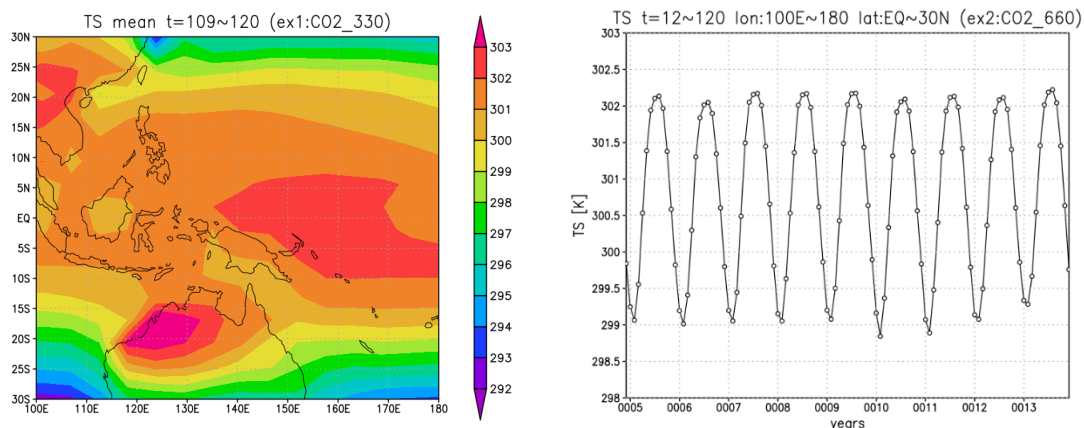 TS mean t=109~120 (ex1:CO2_330)
30N
25N
20N
15N
10N
5N
EQ
5S
10S
15S
20S
25S
30S
100E 110E 120E 130E 140E 150E 160E 170E 180
303
302
301
300
299
298
297
296
295
294
293
292
TS t=12~120 lon:100E~180 lat:EQ~30N (ex2:CO2_660)
TS [K]
303
302.5
302
301.5
301
300.5
300
299.5
299
298.5
298
0005 0006 0007 0008 0009 0010 0011 0012 0013
years